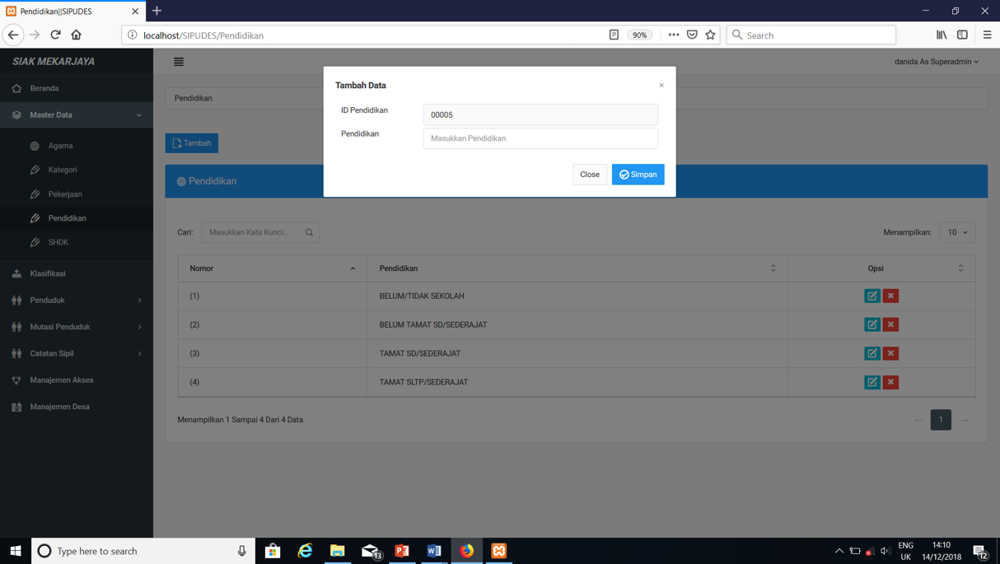 Pendidikan||SIPUDES
localhost/SIPUDES/Pendidikan
90%
Search
SIAK MEKARJAYA
danida As Superadmin
Beranda
Master Data
Agama
Kategori
Pekerjaan
Pendidikan
SHDK
Klasifikasi
Penduduk
Mutasi Penduduk
Catatan Sipil
Manajemen Akses
Manajemen Desa
Pendidikan
Tambah
Tambah Data
×
ID Pendidikan
00005
Pendidikan
Masukkan Pendidikan
Close
Simpan
Pendidikan
Cari:
Masukkan Kata Kunci...
Menampilkan:
10
Nomor Pendidikan Opsi
(1) BELUM/TIDAK SEKOLAH
(2) BELUM TAMAT SD/SEDERAJAT
(3) TAMAT SD/SEDERAJAT
(4) TAMAT SLTP/SEDERAJAT
Menampilkan 1 Sampai 4 Dari 4 Data
← 1 →
Type here to search
13
ENG
UK
14:10
14/12/2018
12